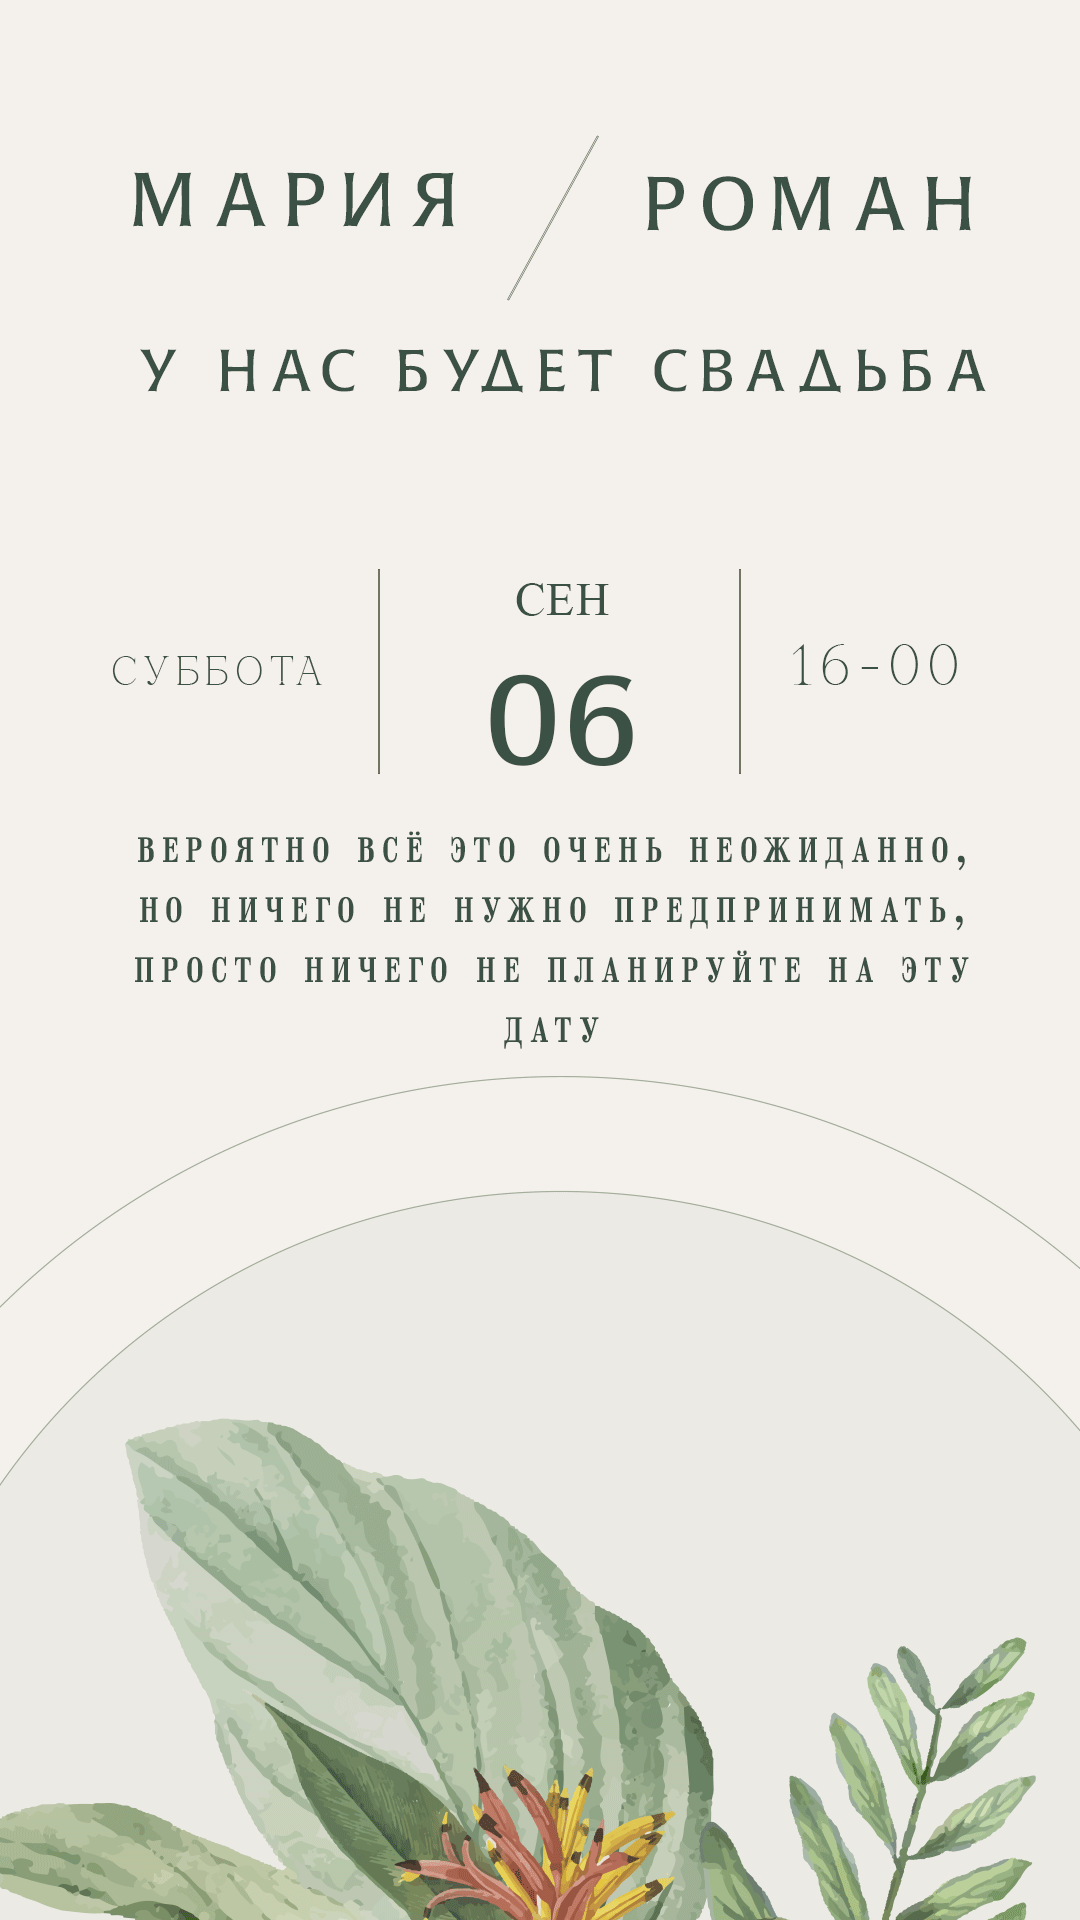 МАРИЯ / РОМАН
У НАС БУДЕТ СВАДЬБА
СЕН
СУББОТА
06
16-00
ВЕРОЯТНО ВСЁ ЭТО ОЧЕНЬ НЕОЖИДАННО,
НО НИЧЕГО НЕ НУЖНО ПРЕДПРИНИМАТЬ,
ПРОСТО НИЧЕГО НЕ ПЛАНИРУЙТЕ НА ЭТУ
ДАТУ